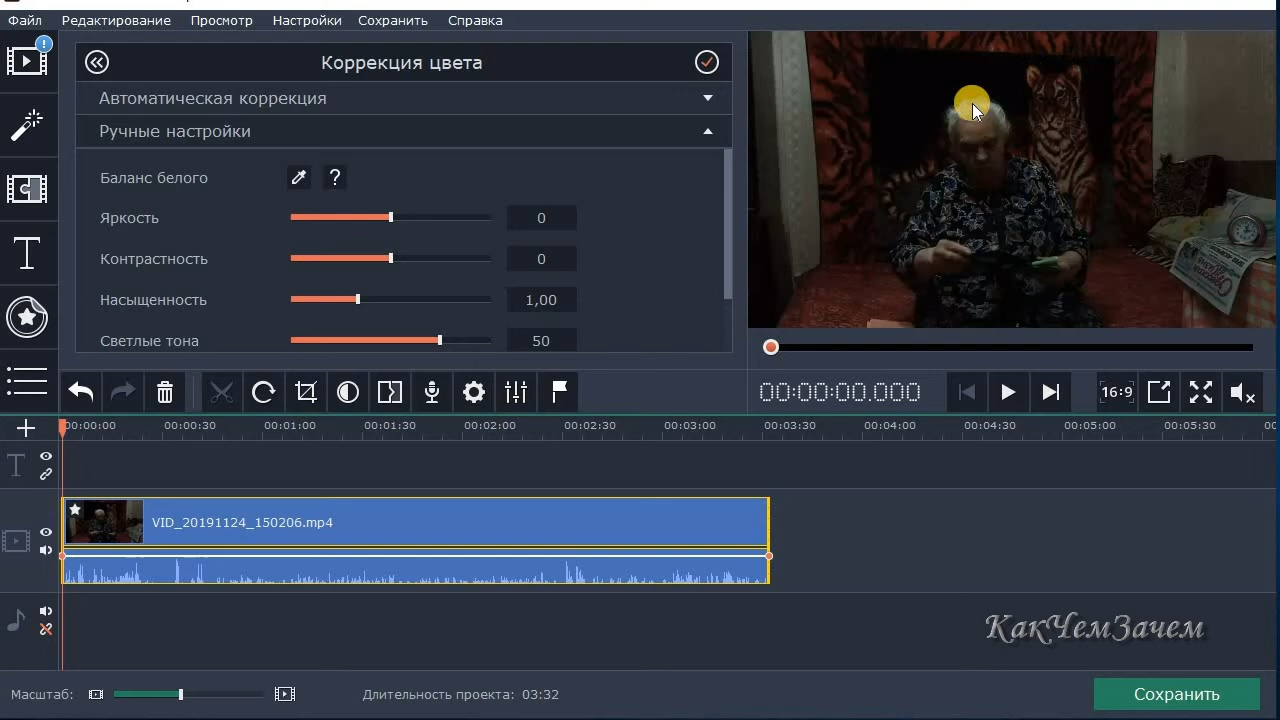 Файл Редактирование Просмотр Настройки Сохранить Справка
Коррекция цвета
Автоматическая коррекция
Ручные настройки
Баланс белого ?
Яркость 0
Контрастность 0
Насыщенность 1,00
Светлые тона 50
00:00:00.000 16:9
00:00:00 00:00:30 00:01:00 00:01:30 00:02:00 00:02:30 00:03:00 00:03:30 00:04:00 00:04:30 00:05:00 00:05:30 00
VID_20191124_150206.mp4
КакЧемЗачем
Масштаб: Длительность проекта: 03:32 Сохранить